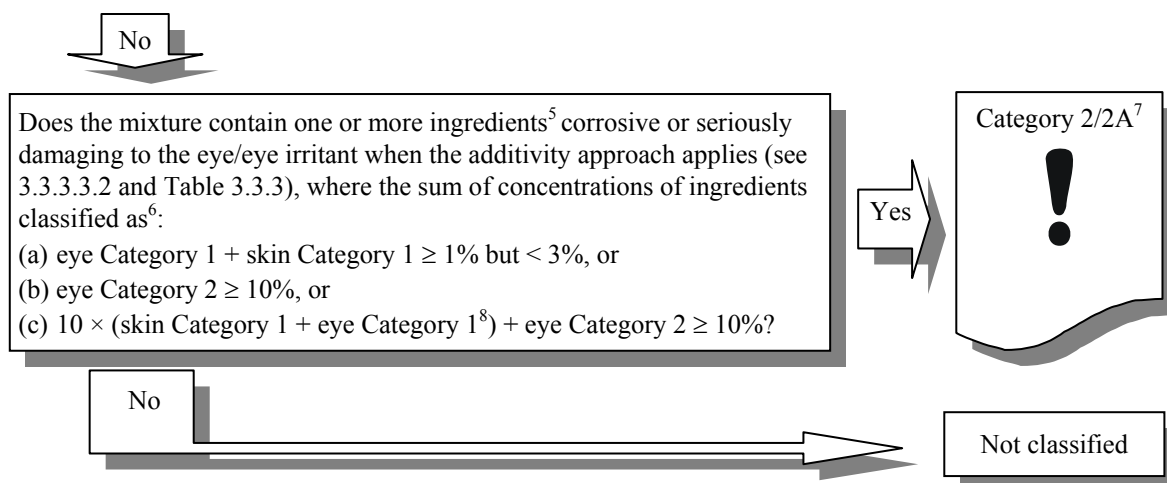 No
Does the mixture contain one or more ingredients⁵ corrosive or seriously
damaging to the eye/eye irritant when the additivity approach applies (see
3.3.3.3.2 and Table 3.3.3), where the sum of concentrations of ingredients
classified as⁶:
(a) eye Category 1 + skin Category 1 ≥ 1% but < 3%, or
(b) eye Category 2 ≥ 10%, or
(c) 10 × (skin Category 1 + eye Category 1⁸) + eye Category 2 ≥ 10%?
Yes
Category 2/2A⁷
!
No
Not classified